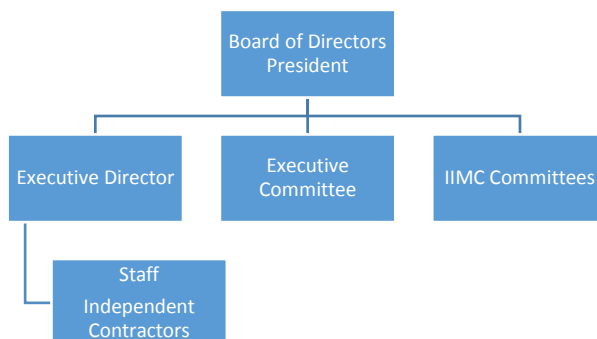 Board of Directors
President
Executive Director
Executive
Committee
IIMC Committees
Staff
Independent
Contractors